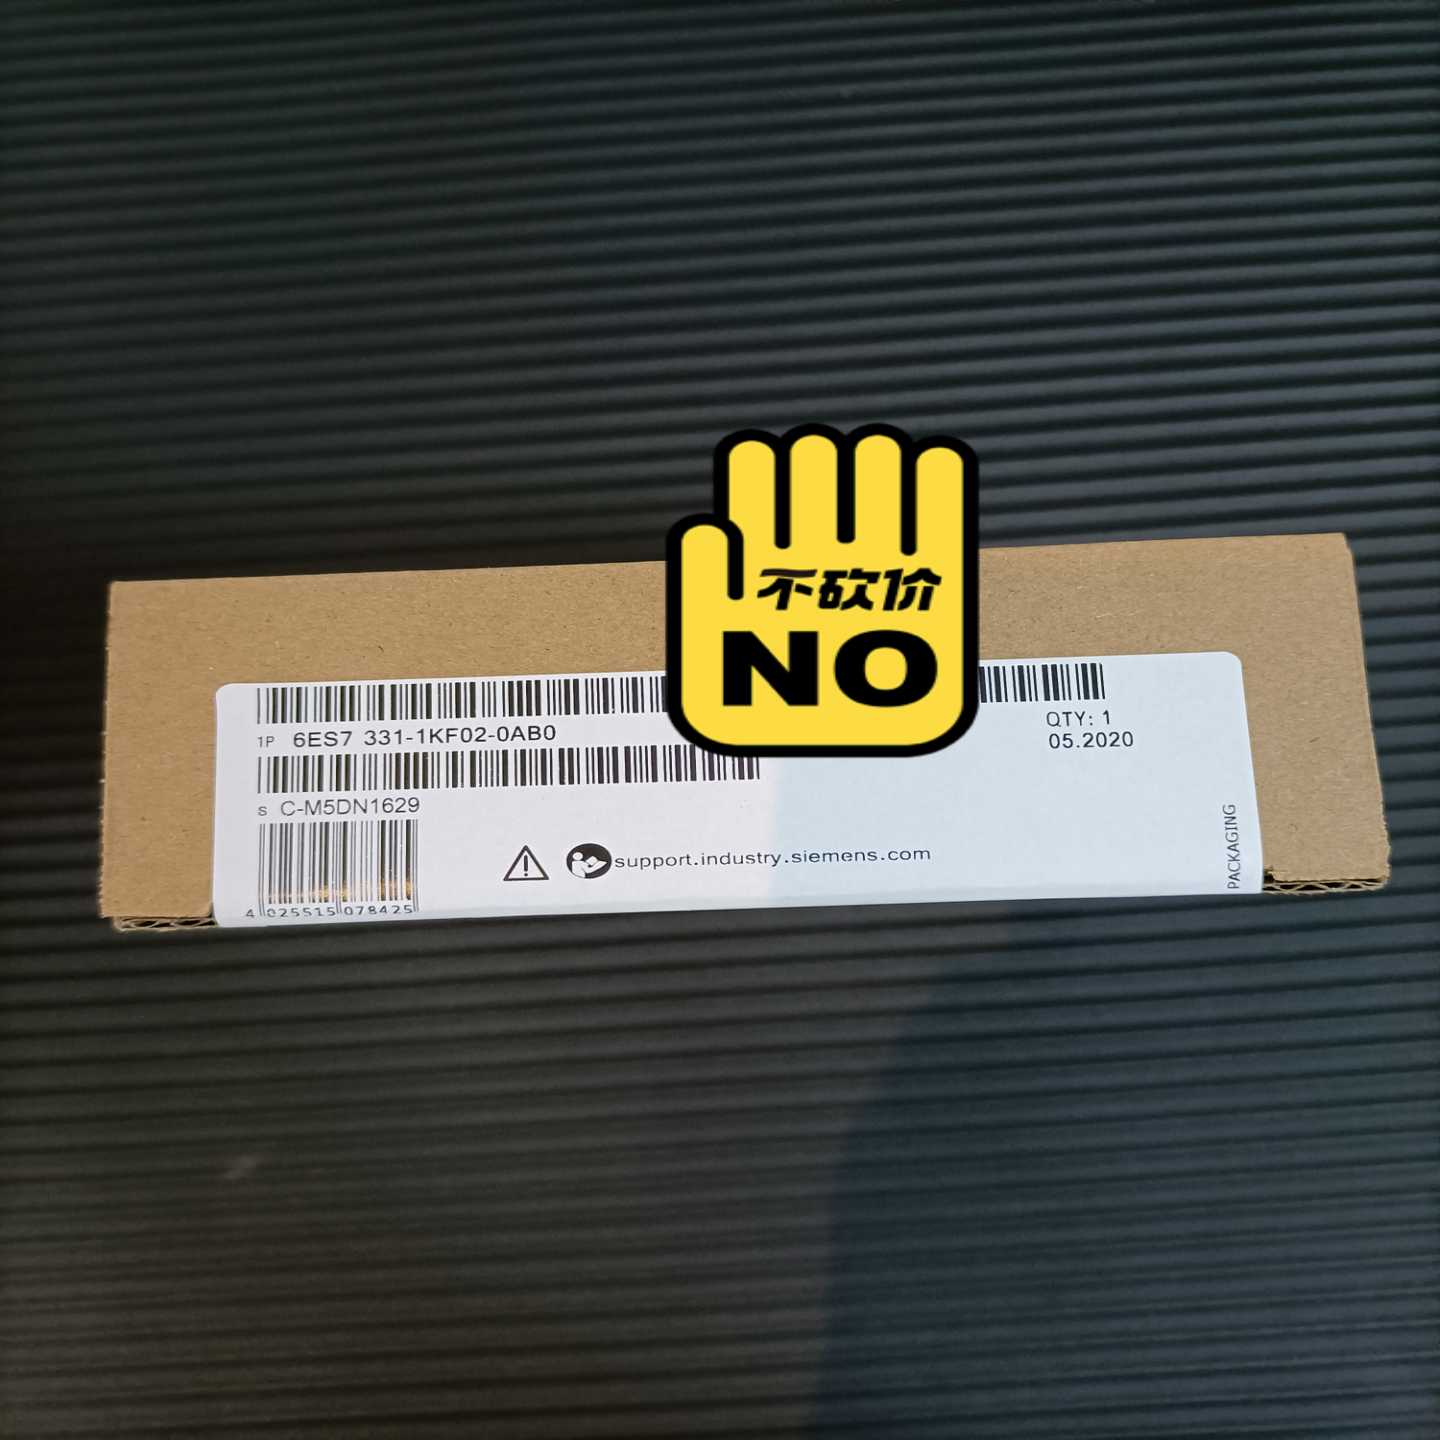 不砍价
NO
1P 6ES7 331-1KF02-0AB0
QTY: 1
05.2020
S C-M5DN1629
support.industry.siemens.com
PACKAGING
4 025515 078425